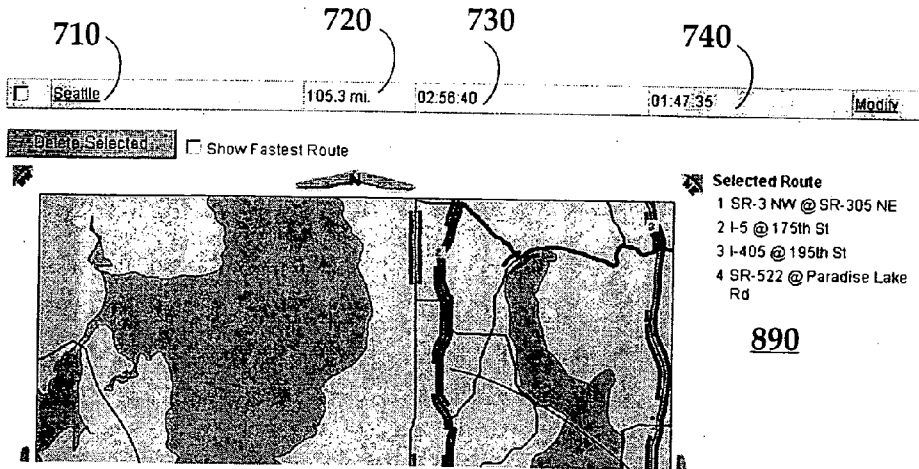 710
720
730
740
Seattle 105.3 mi. 02:56:40 01:47:35 Modify
Delete Selected Show Fastest Route
N
Selected Route
1 SR-3 NW @ SR-305 NE
2 I-5 @ 175th St
3 I-405 @ 195th St
4 SR-522 @ Paradise Lake
Rd
890